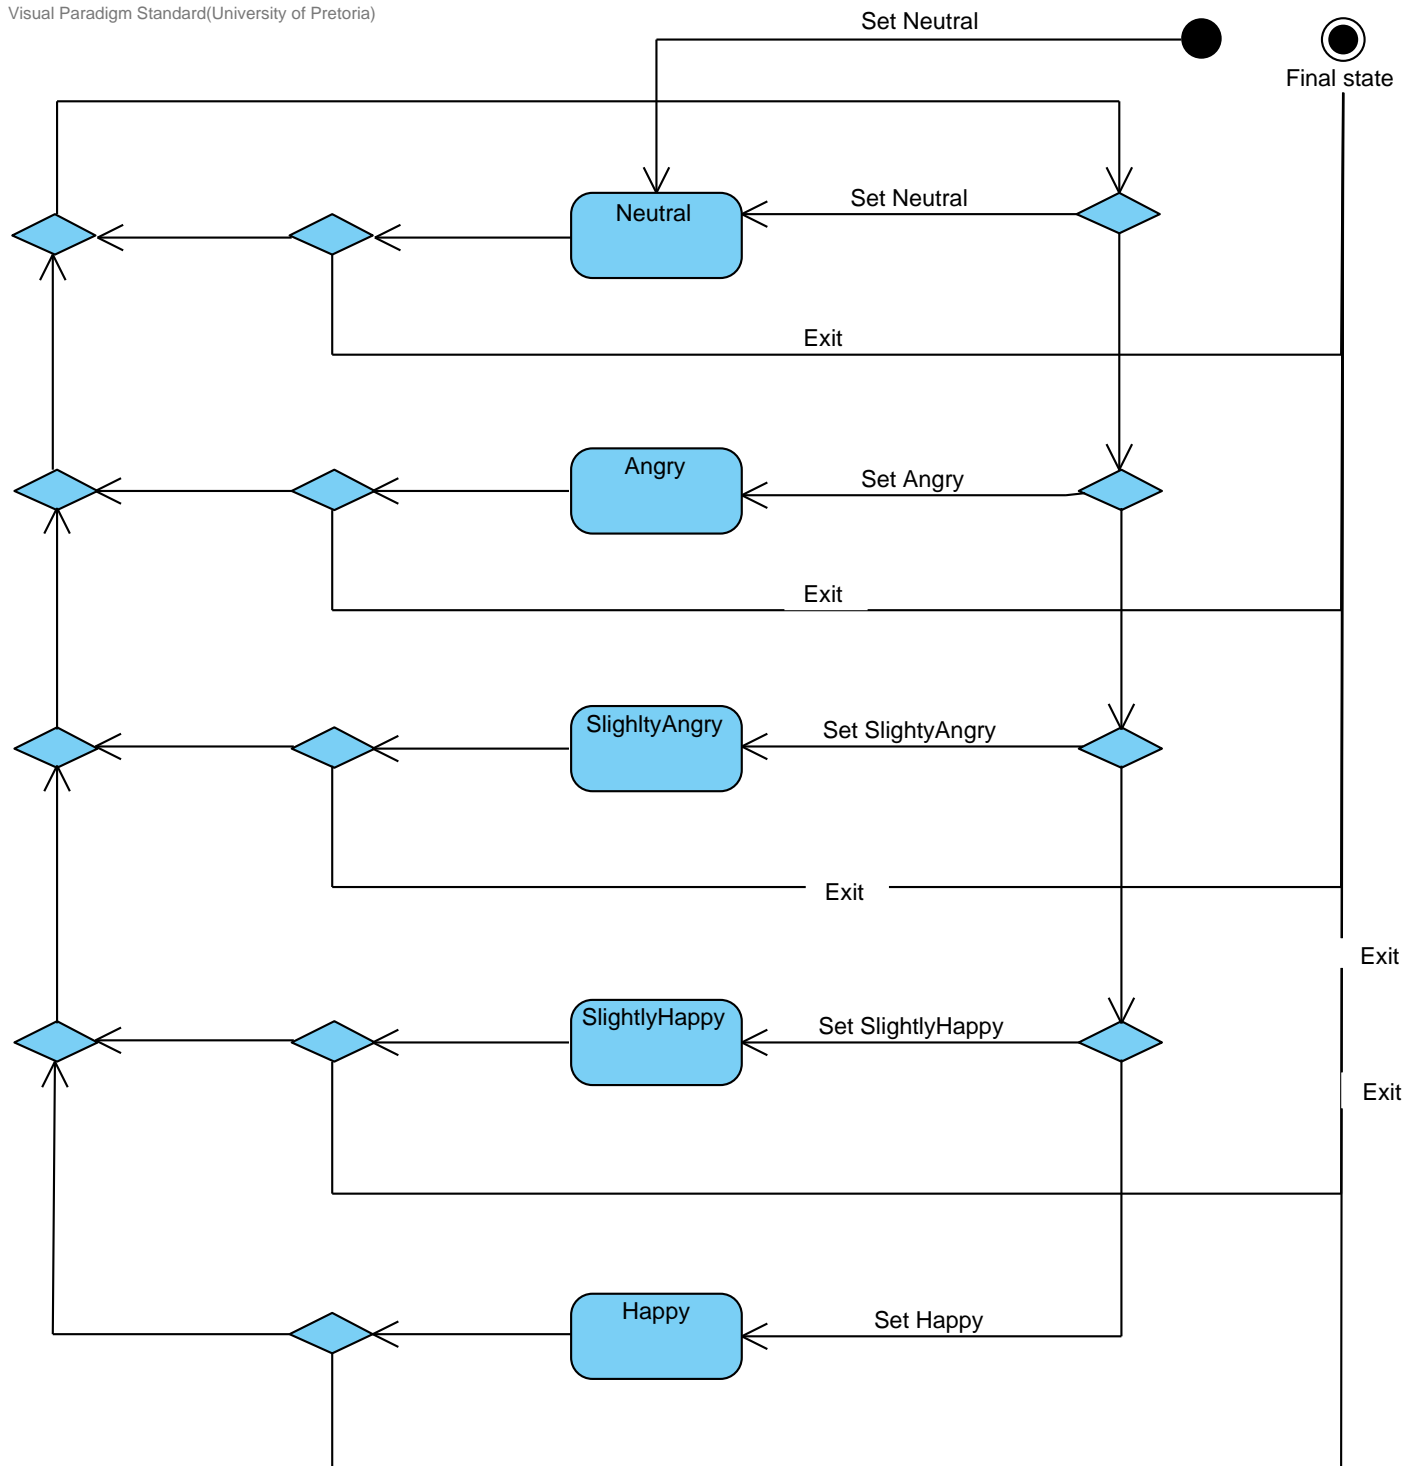 Visual Paradigm Standard(University of Pretoria)
Set Neutral
Final state
Neutral
Set Neutral
Exit
Angry
Set Angry
Exit
SlighltyAngry
Set SlightyAngry
Exit
Exit
SlightlyHappy
Set SlightlyHappy
Exit
Happy
Set Happy